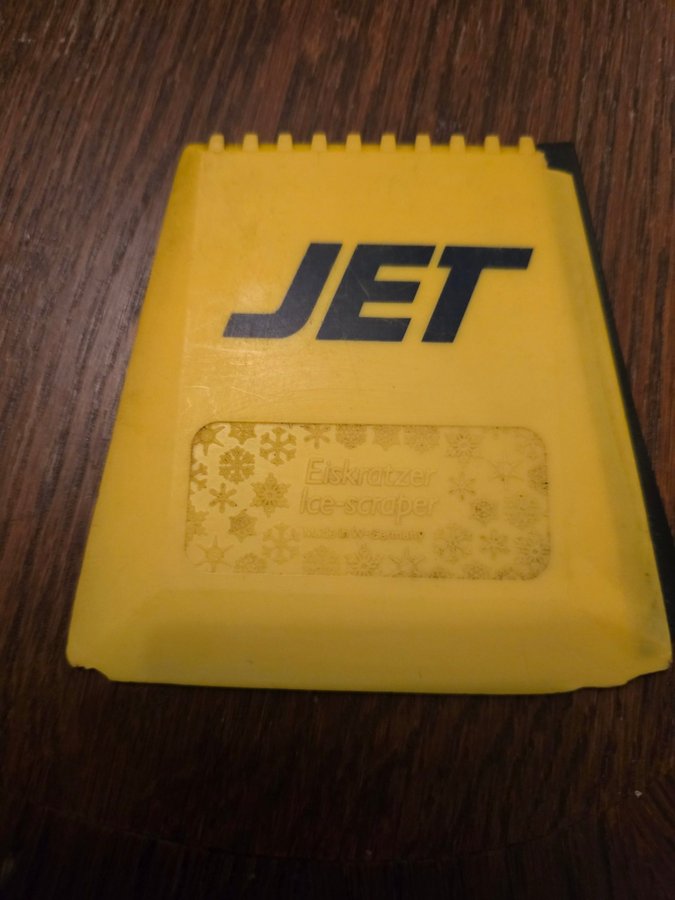 JET
Eiskratzer
Ice-scraper
Made in W-Germany